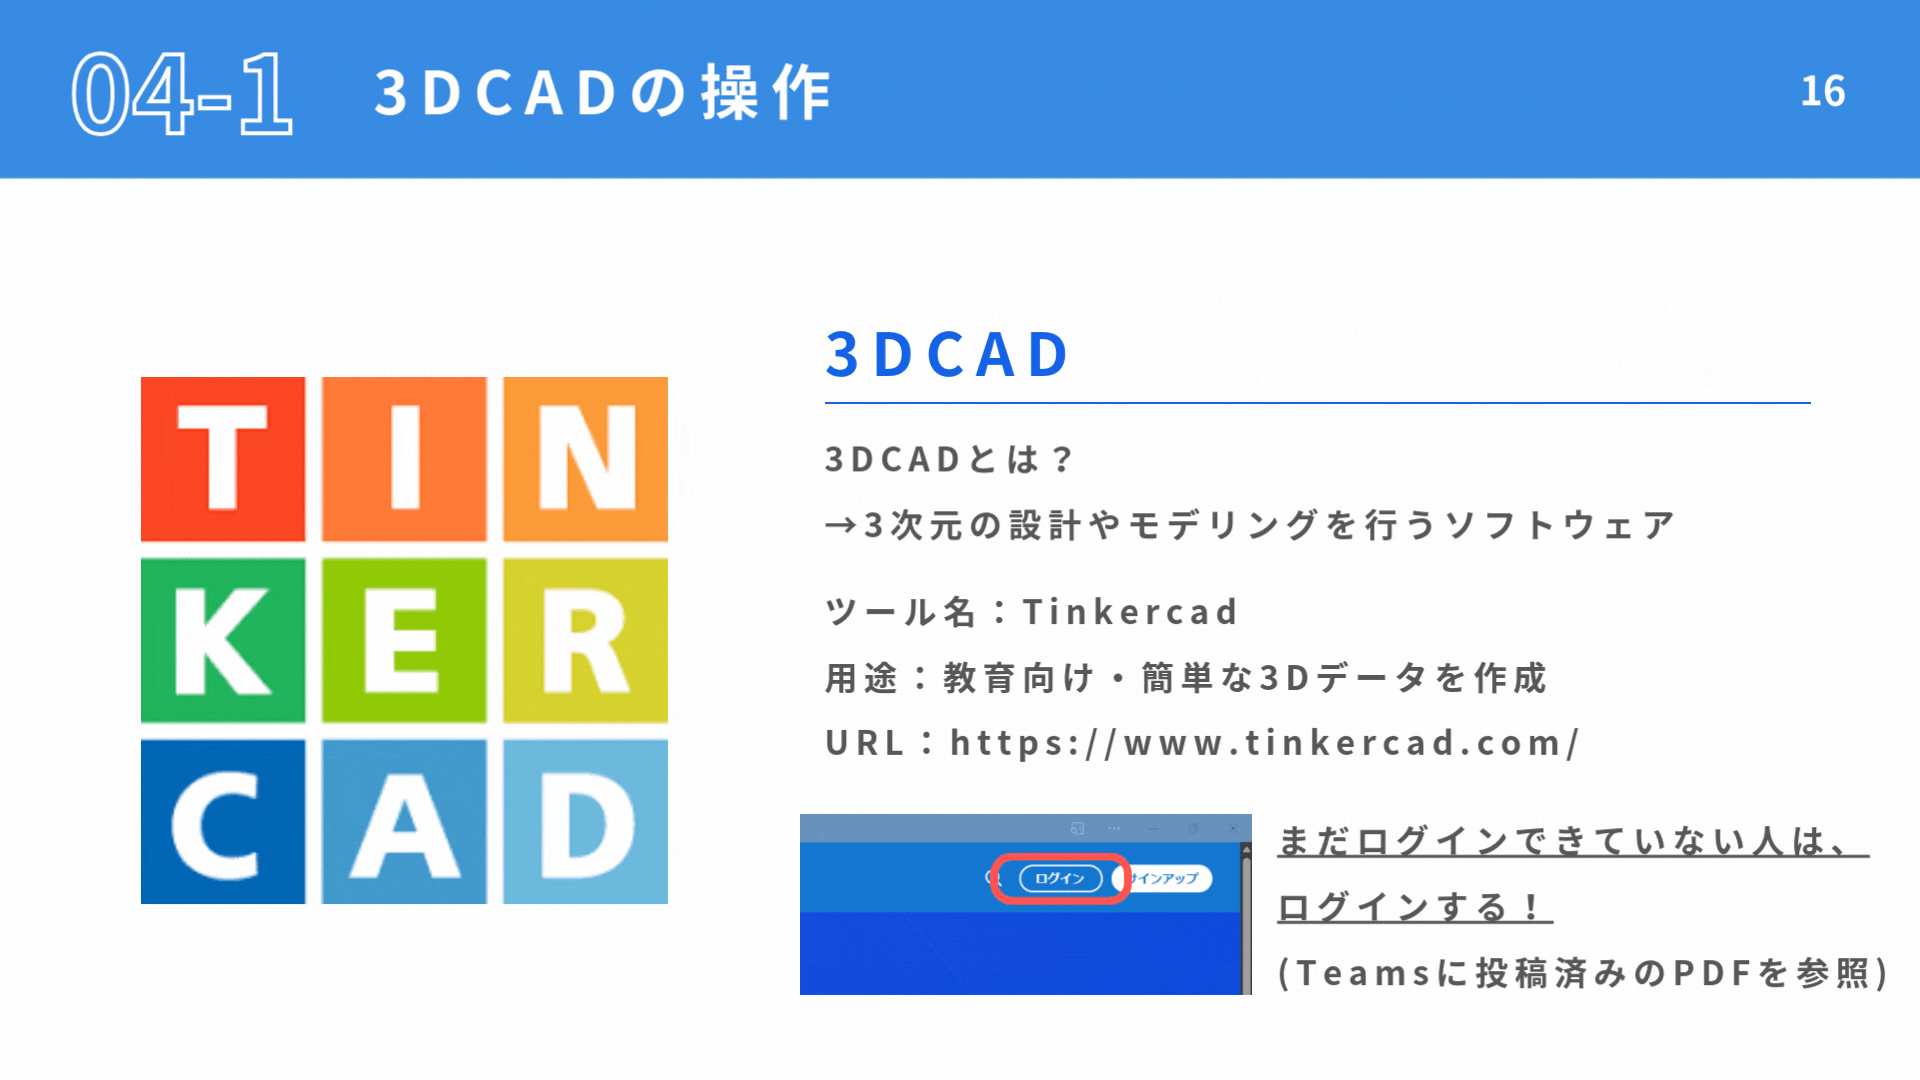 04-1
3DCADの操作
16
TIN
KER
CAD
3DCAD
3DCADとは？
→3次元の設計やモデリングを行うソフトウェア
ツール名：Tinkercad
用途：教育向け・簡単な3Dデータを作成
URL：https://www.tinkercad.com/
ログイン
サインアップ
まだログインできていない人は、
ログインする！
(Teamsに投稿済みのPDFを参照)